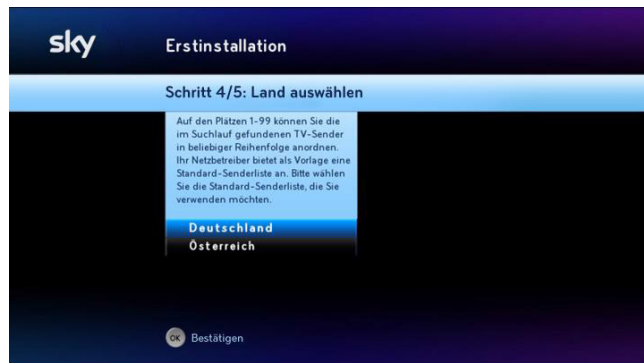 sky
Erstinstallation
Schritt 4/5: Land auswählen
Auf den Plätzen 1-99 können Sie die
im Suchlauf gefundenen TV-Sender
in beliebiger Reihenfolge anordnen.
Ihr Netzbetreiber bietet als Vorlage eine
Standard-Senderliste an. Bitte wählen
Sie die Standard-Senderliste, die Sie
verwenden möchten.
Deutschland
Österreich
OK Bestätigen